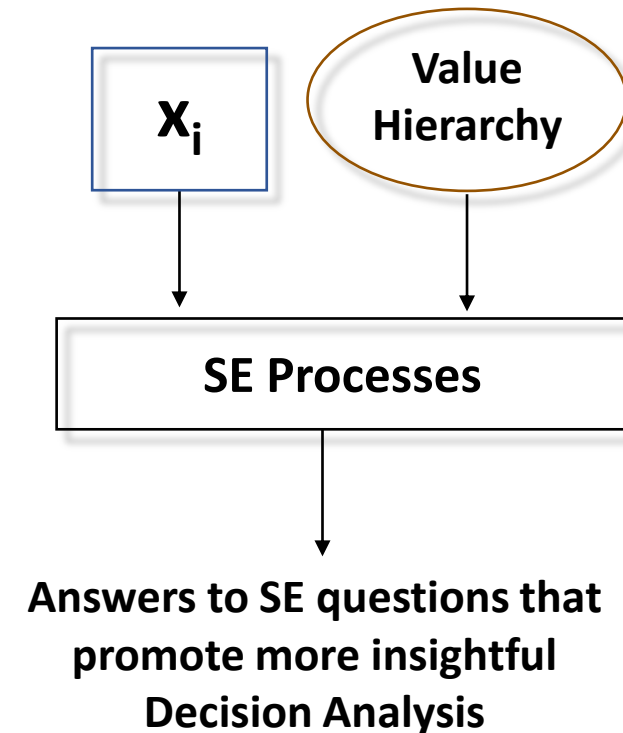 xᵢ
Value
Hierarchy
SE Processes
Answers to SE questions that
promote more insightful
Decision Analysis